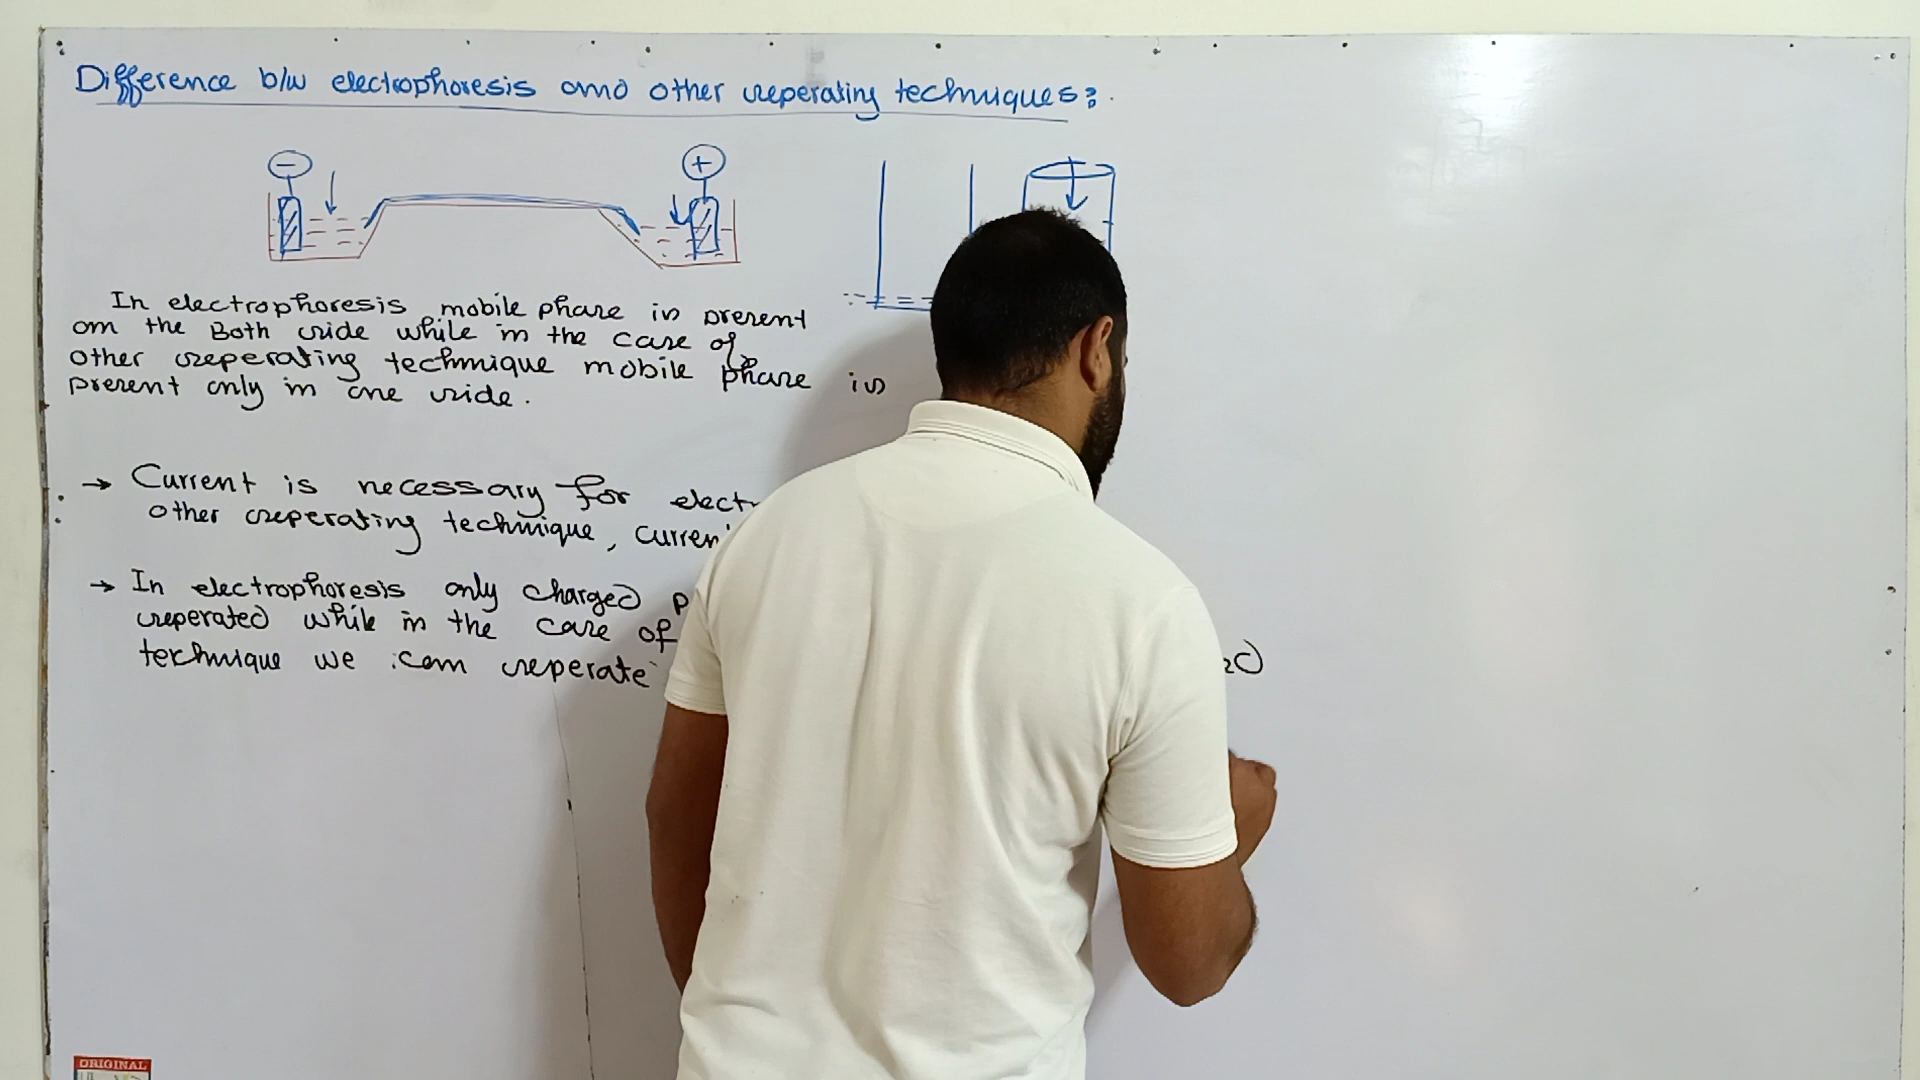 Difference b/w electrophoresis and other seperating techniques:
- +
In electrophoresis mobile phase is present
on the Both side while in the case of
other seperating technique mobile phase is
present only in one side.
→ Current is necessary for
other seperating technique,
→ In electrophoresis only charged
seperated while in the case of
technique we can seperate
ORIGINAL